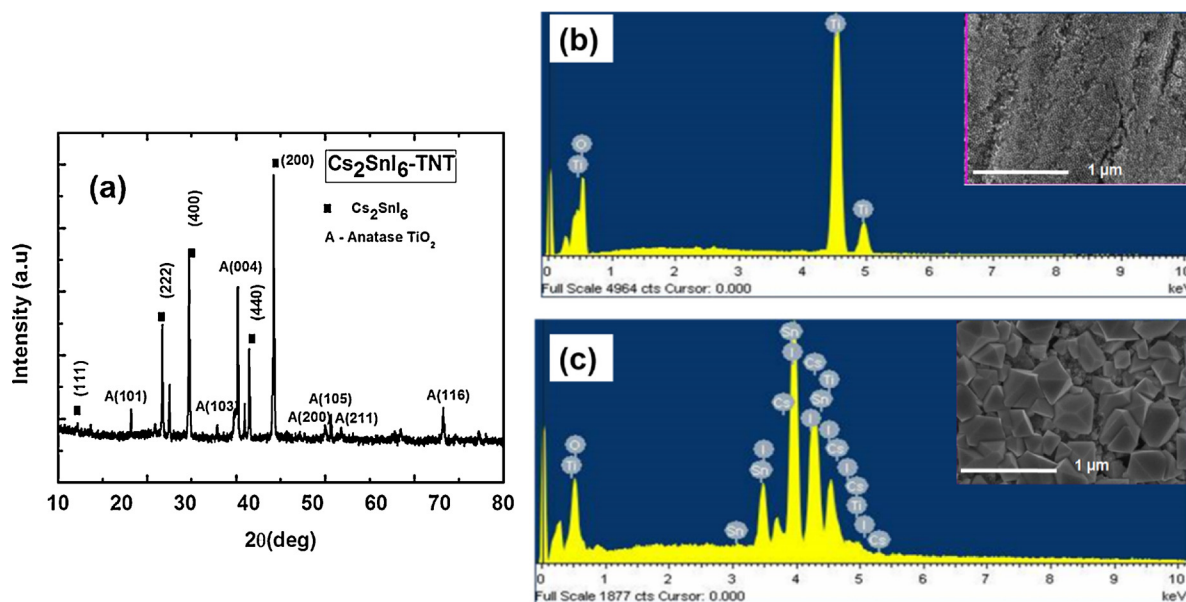 (a)
Cs2SnI6-TNT
■ Cs2SnI6
A - Anatase TiO2
(111)
A(101)
(222)
(400)
A(103)
A(004)
(440)
(200)
A(200)
A(105)
A(211)
A(116)
Intensity (a.u)
10 20 30 40 50 60 70 80
2θ(deg)
(b)
Ti
O
Ti
Ti
1 µm
0 1 2 3 4 5 6 7 8 9 10
Full Scale 4964 cts Cursor: 0.000
keV
(c)
Sn
I
Cs
Cs
Ti
Sn
I
I
Cs
I
Cs
Ti
I
Cs
O
Ti
I
Sn
Sn
1 µm
0 1 2 3 4 5 6 7 8 9 10
Full Scale 1877 cts Cursor: 0.000
keV